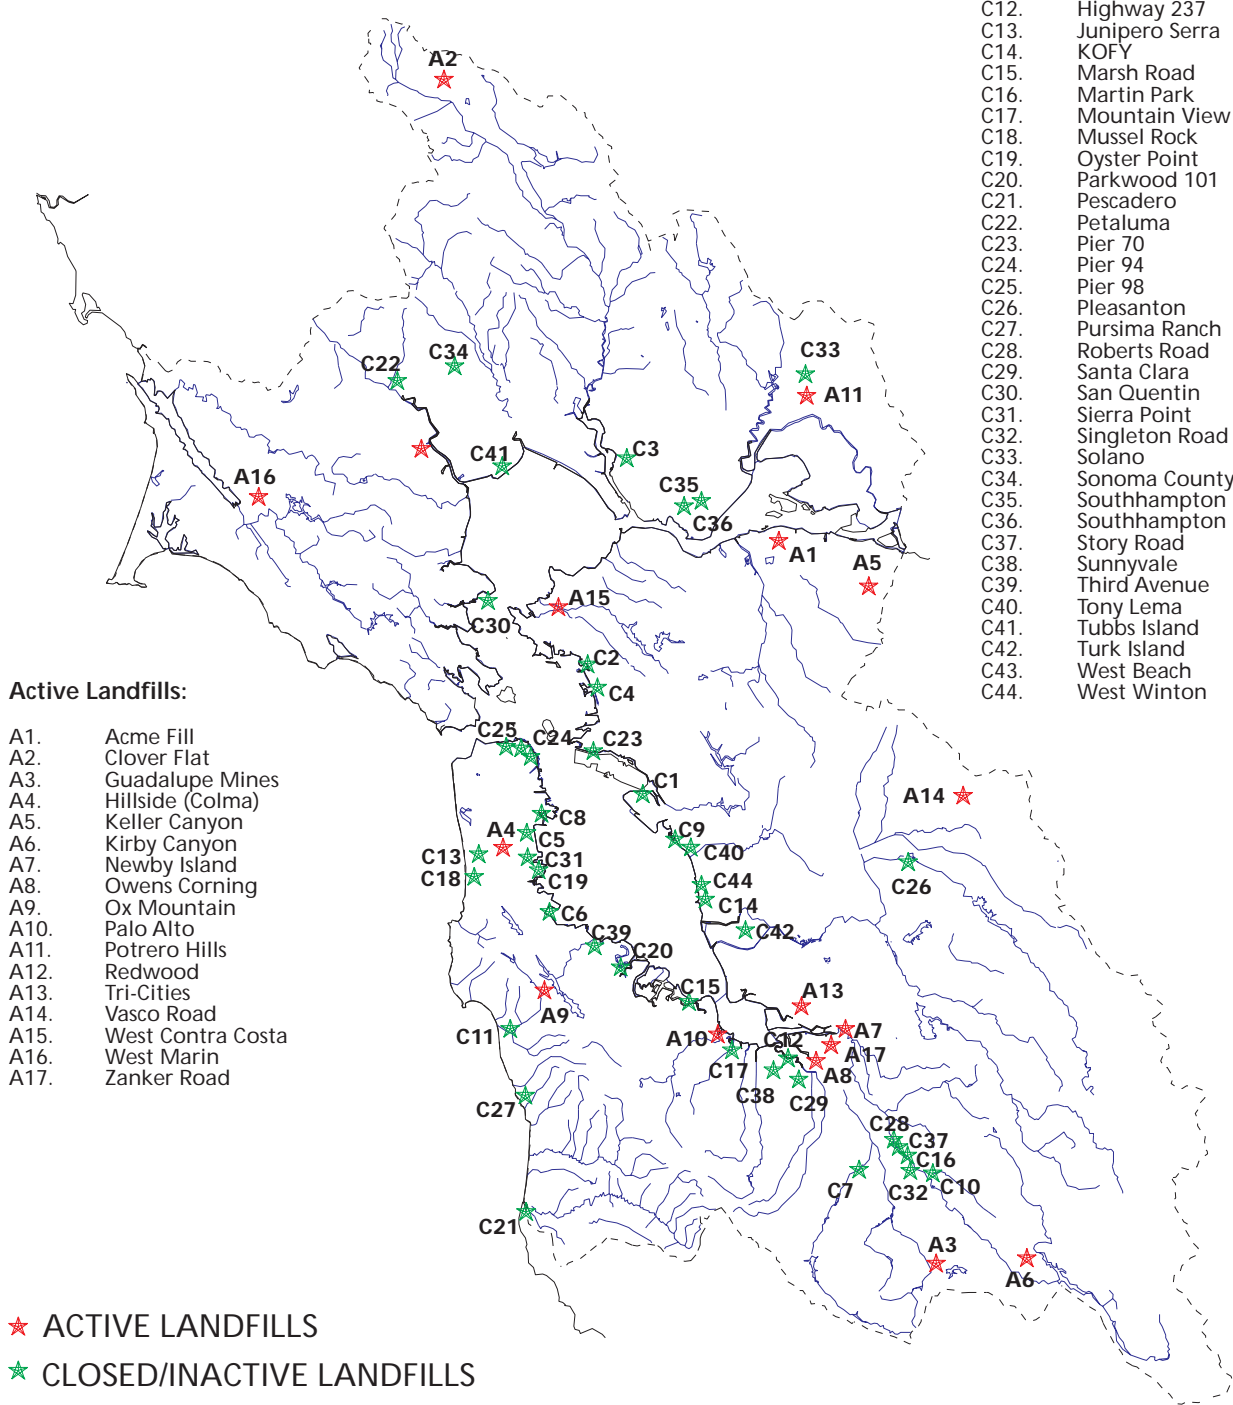 C12. Highway 237
C13. Junipero Serra
C14. KOFY
C15. Marsh Road
C16. Martin Park
C17. Mountain View
C18. Mussel Rock
C19. Oyster Point
C20. Parkwood 101
C21. Pescadero
C22. Petaluma
C23. Pier 70
C24. Pier 94
C25. Pier 98
C26. Pleasanton
C27. Pursima Ranch
C28. Roberts Road
C29. Santa Clara
C30. San Quentin
C31. Sierra Point
C32. Singleton Road
C33. Solano
C34. Sonoma County
C35. Southhampton
C36. Southhampton
C37. Story Road
C38. Sunnyvale
C39. Third Avenue
C40. Tony Lema
C41. Tubbs Island
C42. Turk Island
C43. West Beach
C44. West Winton
A2
C34
C22
C33
A11
C41
C3
A16
C35
C36
A1
A5
A15
C30
C2
C4
C25
C24
C23
C1
A14
C8
A4
C5
C9
C40
C13
C31
C18
C19
C26
C44
C14
C6
C42
C39
C20
C15
A13
A9
C11
A10
C12
A7
A17
C17
A8
C38
C29
C27
C28
C37
C16
C7
C32
C10
C21
A3
A6
Active Landfills:
A1. Acme Fill
A2. Clover Flat
A3. Guadalupe Mines
A4. Hillside (Colma)
A5. Keller Canyon
A6. Kirby Canyon
A7. Newby Island
A8. Owens Corning
A9. Ox Mountain
A10. Palo Alto
A11. Potrero Hills
A12. Redwood
A13. Tri-Cities
A14. Vasco Road
A15. West Contra Costa
A16. West Marin
A17. Zanker Road
ACTIVE LANDFILLS
CLOSED/INACTIVE LANDFILLS